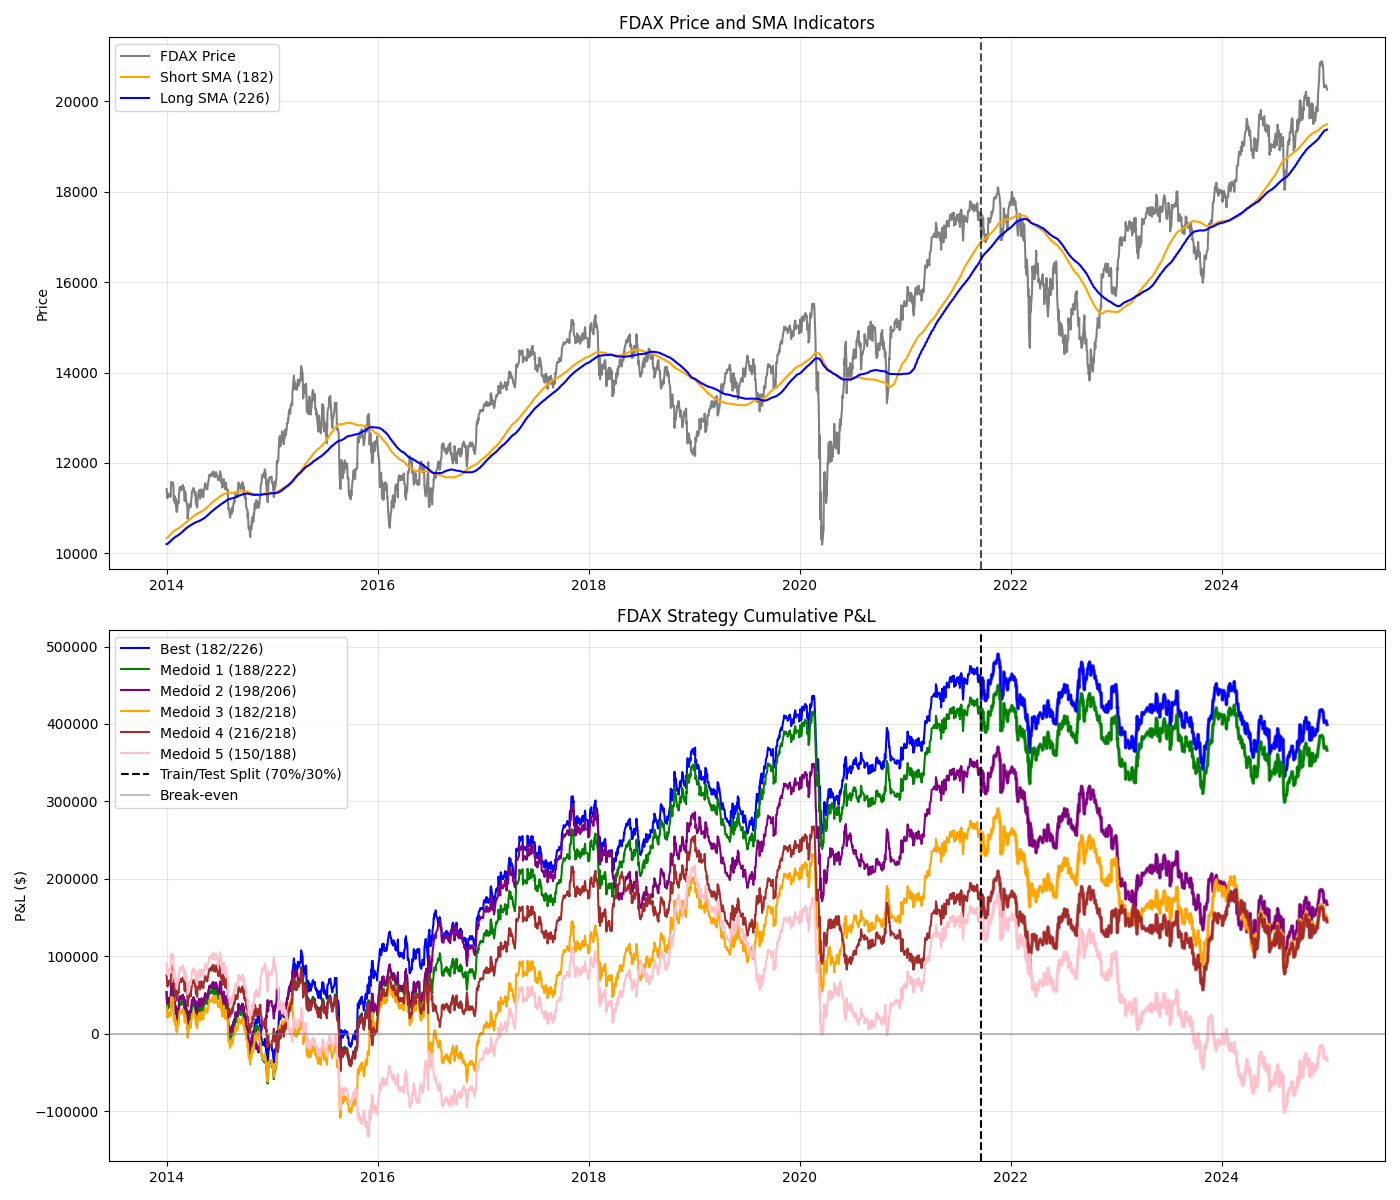 FDAX Price and SMA Indicators
FDAX Price
Short SMA (182)
Long SMA (226)
Price
20000
18000
16000
14000
12000
10000
2014 2016 2018 2020 2022 2024
FDAX Strategy Cumulative P&L
Best (182/226)
Medoid 1 (188/222)
Medoid 2 (198/206)
Medoid 3 (182/218)
Medoid 4 (216/218)
Medoid 5 (150/188)
Train/Test Split (70%/30%)
Break-even
P&L ($)
500000
400000
300000
200000
100000
0
−100000
2014 2016 2018 2020 2022 2024